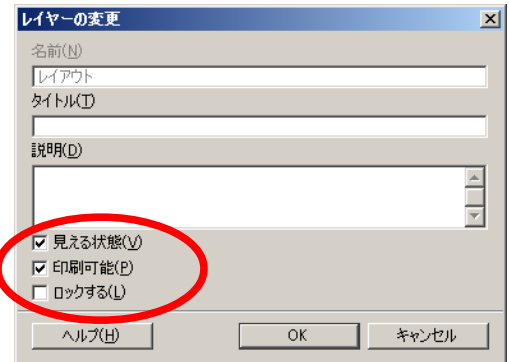 レイヤーの変更
名前(N)
レイアウト
タイトル(T)
説明(D)
見える状態(V)
印刷可能(P)
ロックする(L)
ヘルプ(H) OK キャンセル